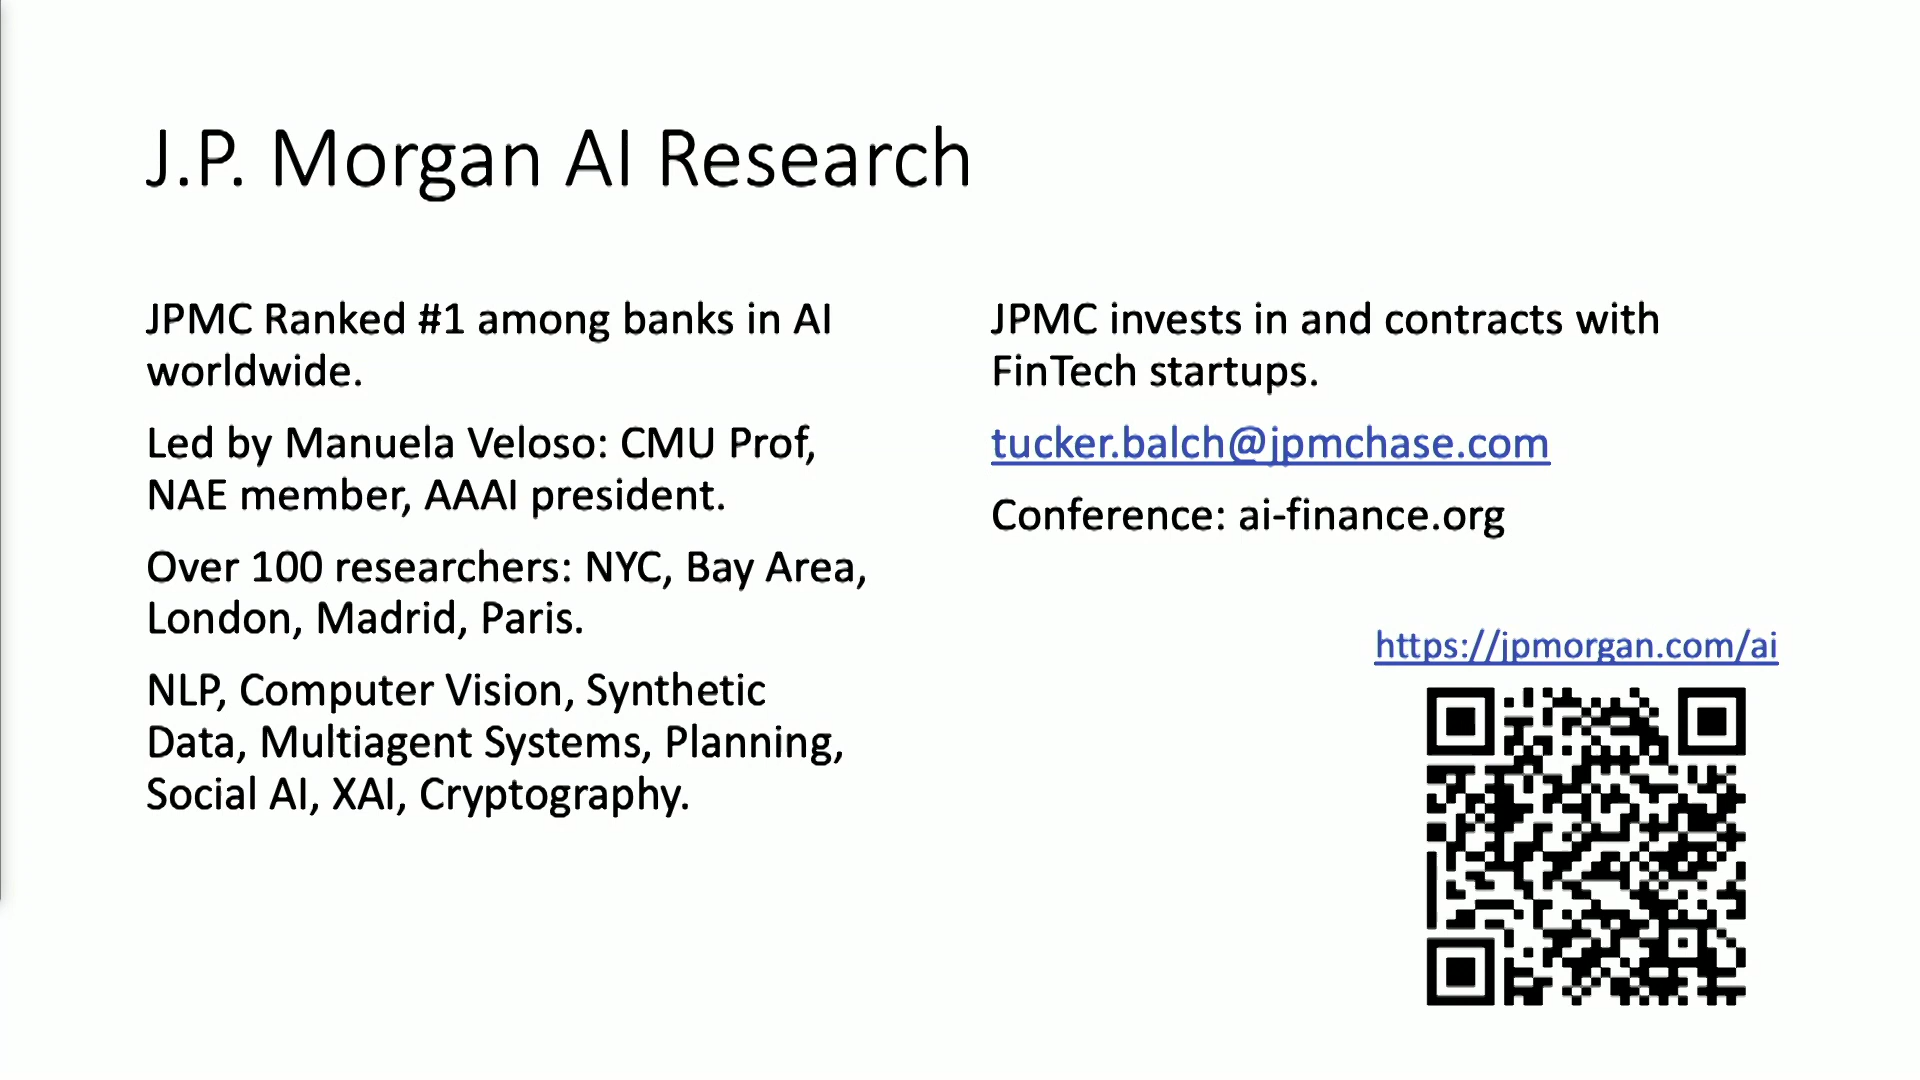 J.P. Morgan AI Research
JPMC Ranked #1 among banks in AI
worldwide.
Led by Manuela Veloso: CMU Prof,
NAE member, AAAI president.
Over 100 researchers: NYC, Bay Area,
London, Madrid, Paris.
NLP, Computer Vision, Synthetic
Data, Multiagent Systems, Planning,
Social AI, XAI, Cryptography.
JPMC invests in and contracts with
FinTech startups.
tucker.balch@jpmchase.com
Conference: ai-finance.org
https://jpmorgan.com/ai